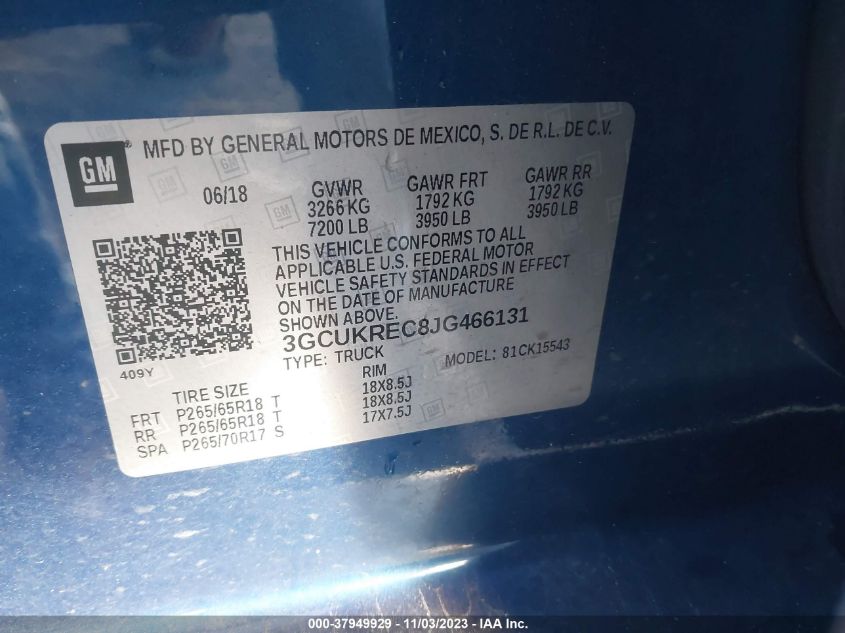 GM
MFD BY GENERAL MOTORS DE MEXICO, S. DE R.L. DE C.V.
06/18
GVWR GAWR FRT GAWR RR
3266 KG 1792 KG 1792 KG
7200 LB 3950 LB 3950 LB
THIS VEHICLE CONFORMS TO ALL
APPLICABLE U.S. FEDERAL MOTOR
VEHICLE SAFETY STANDARDS IN EFFECT
ON THE DATE OF MANUFACTURE
SHOWN ABOVE.
3GCUKREC8JG466131
TYPE: TRUCK MODEL: 81CK15543
409Y
TIRE SIZE RIM
FRT P265/65R18 T 18X8.5J
RR P265/65R18 T 18X8.5J
SPA P265/70R17 S 17X7.5J
000-37949929 - 11/03/2023 - IAA Inc.